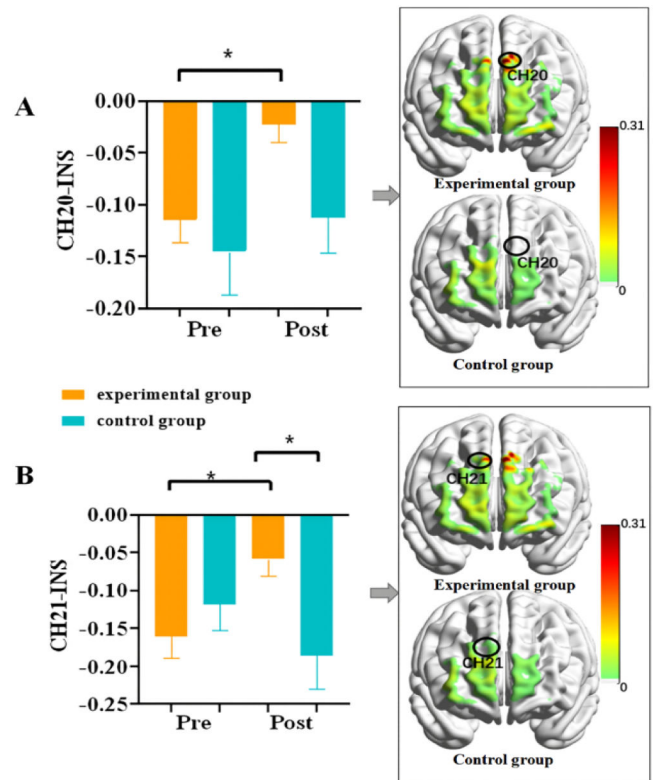 A
*
CH20-INS
0.00
-0.05
-0.10
-0.15
-0.20
Pre Post
CH20
Experimental group
CH20
Control group
0.31
0
experimental group
control group
B
*
*
CH21-INS
0.00
-0.05
-0.10
-0.15
-0.20
-0.25
Pre Post
CH21
Experimental group
CH21
Control group
0.31
0